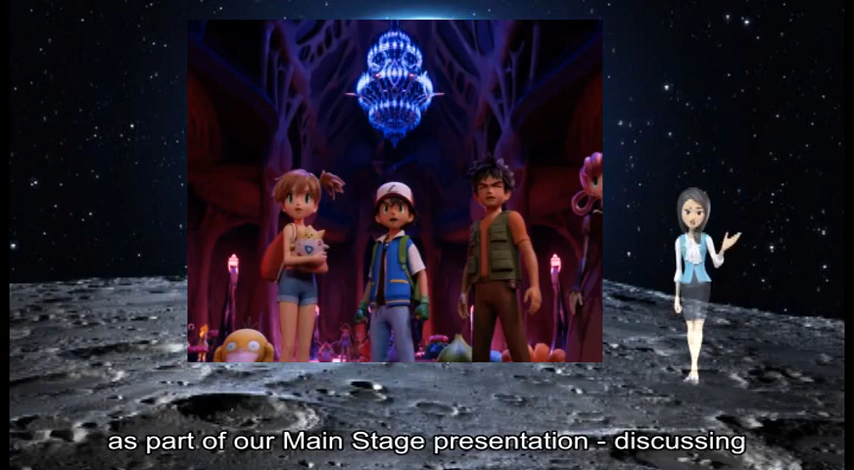 as part of our Main Stage presentation - discussing